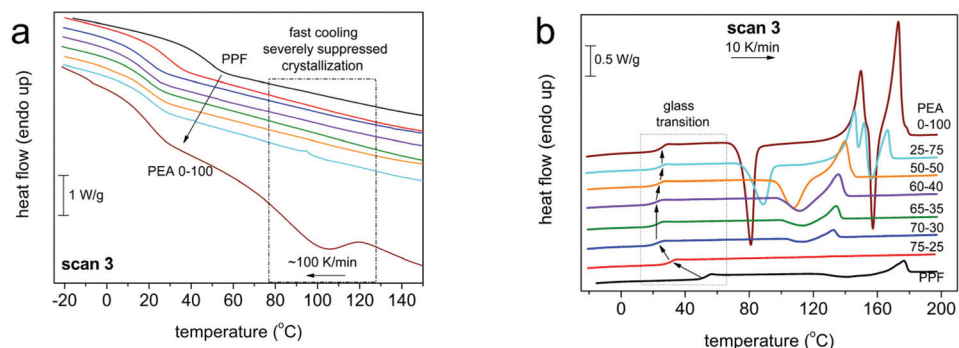 a
fast cooling
severely suppressed
crystallization
PPF
PEA 0-100
1 W/g
~100 K/min
scan 3
heat flow (endo up)
-20 0 20 40 60 80 100 120 140
temperature (°C)
b
scan 3
10 K/min
0.5 W/g
glass
transition
PEA
0-100
25-75
50-50
60-40
65-35
70-30
75-25
PPF
heat flow (endo up)
0 40 80 120 160 200
temperature (°C)